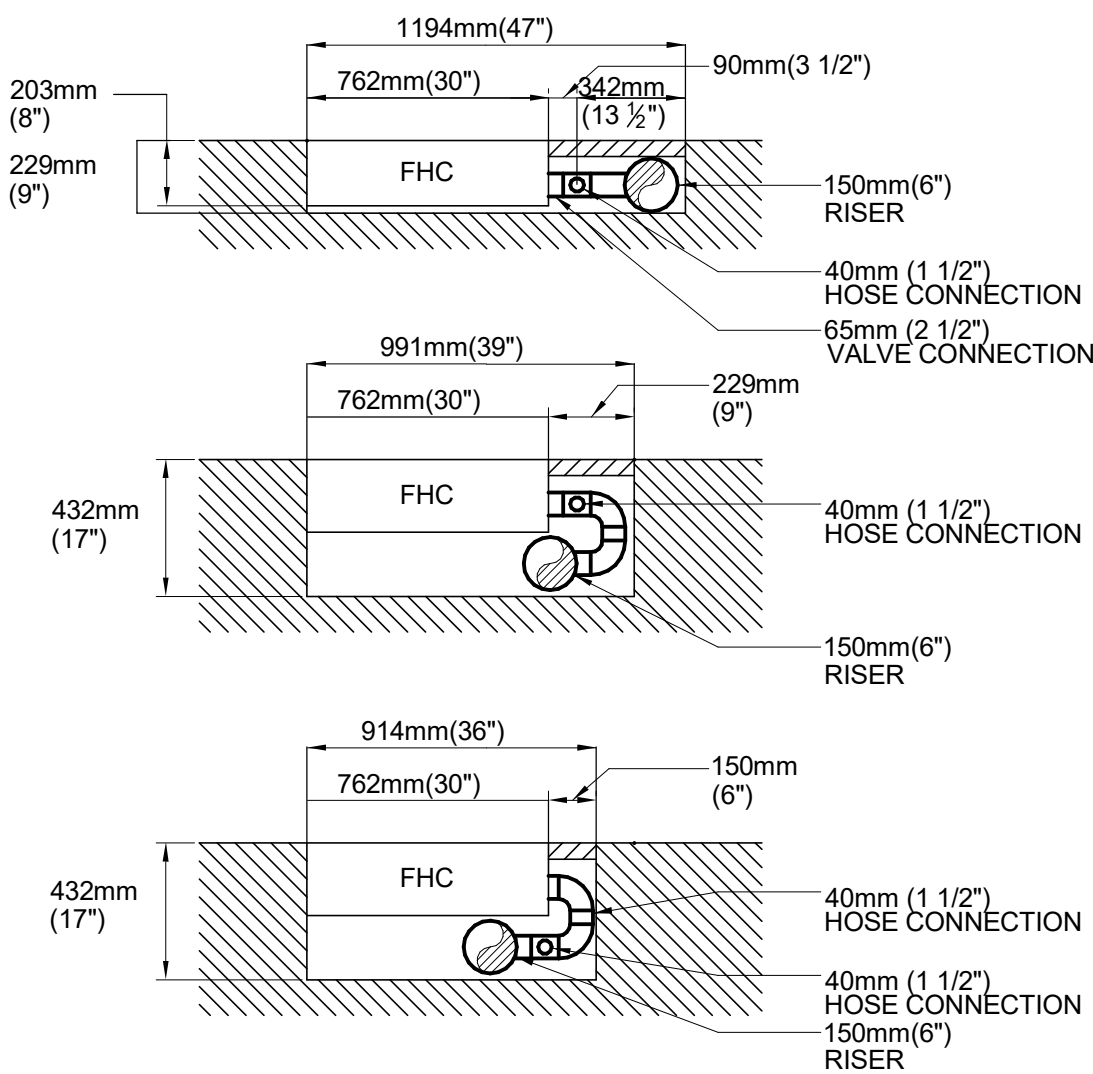 1194mm(47")
90mm(3 1/2")
762mm(30")
342mm
(13 ½")
203mm
(8")
229mm
(9")
FHC
150mm(6")
RISER
40mm (1 1/2")
HOSE CONNECTION
65mm (2 1/2")
VALVE CONNECTION
991mm(39")
762mm(30")
229mm
(9")
432mm
(17")
FHC
40mm (1 1/2")
HOSE CONNECTION
150mm(6")
RISER
914mm(36")
762mm(30")
150mm
(6")
432mm
(17")
FHC
40mm (1 1/2")
HOSE CONNECTION
40mm (1 1/2")
HOSE CONNECTION
150mm(6")
RISER